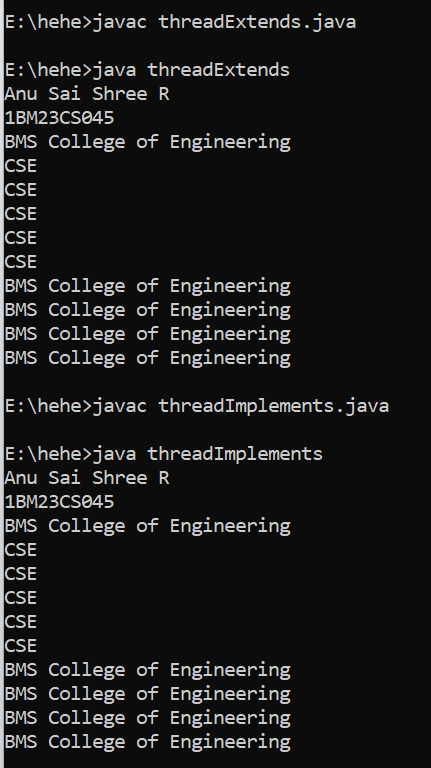 E:\hehe>javac threadExtends.java
E:\hehe>java threadExtends
Anu Sai Shree R
1BM23CS045
BMS College of Engineering
CSE
CSE
CSE
CSE
CSE
BMS College of Engineering
BMS College of Engineering
BMS College of Engineering
BMS College of Engineering
E:\hehe>javac threadImplements.java
E:\hehe>java threadImplements
Anu Sai Shree R
1BM23CS045
BMS College of Engineering
CSE
CSE
CSE
CSE
CSE
BMS College of Engineering
BMS College of Engineering
BMS College of Engineering
BMS College of Engineering